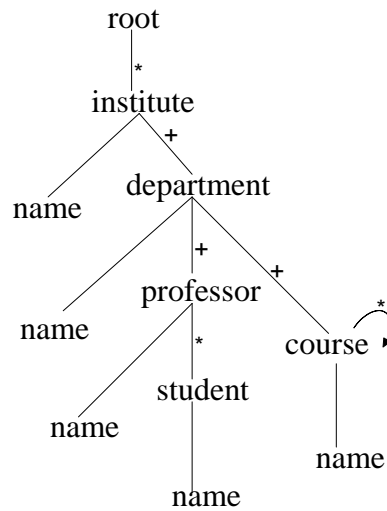 root
*
institute
+
name
department
+
+
name
professor
*
course
*
name
student
name
name